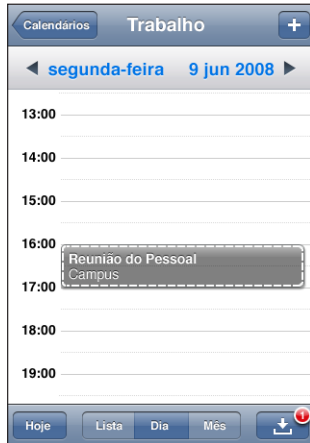 Calendários Trabalho +
segunda-feira 9 jun 2008
13:00
14:00
15:00
16:00
Reunião do Pessoal
Campus
17:00
18:00
19:00
Hoje Lista Dia Mês 1